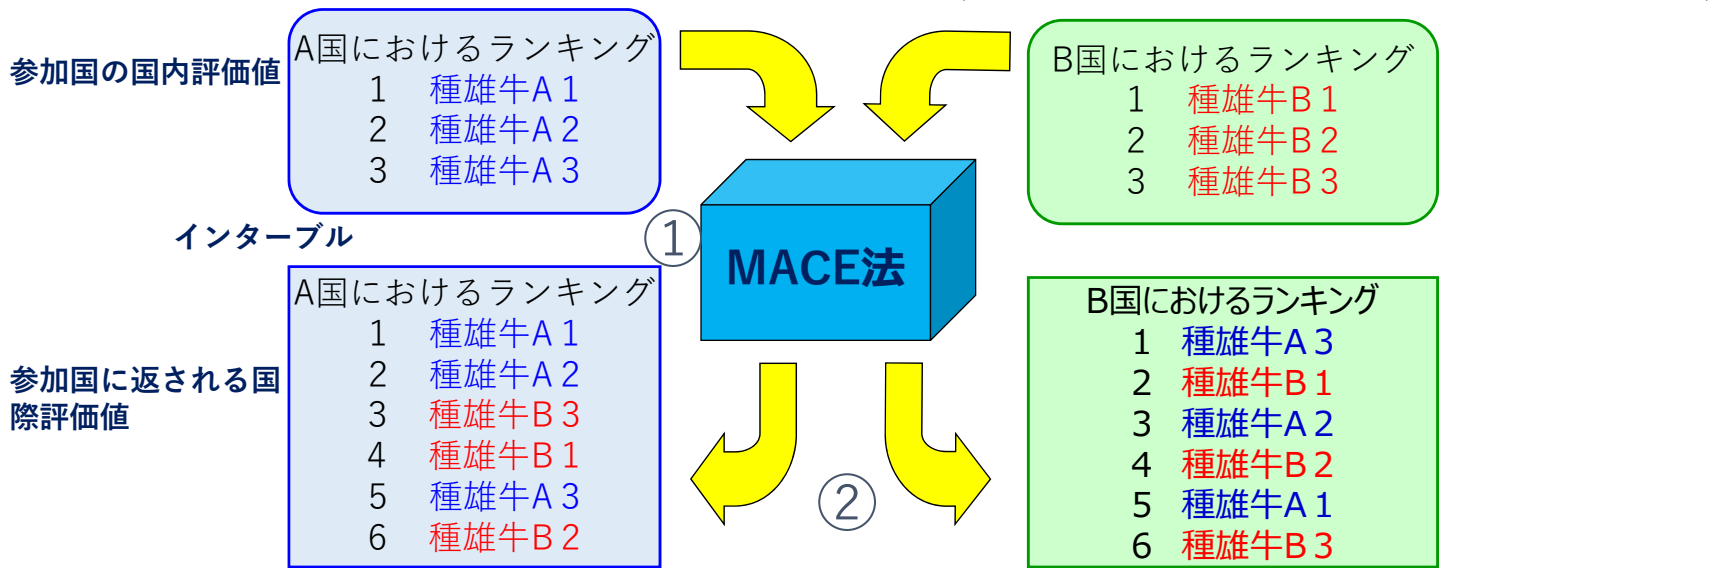 参加国の国内評価値
A国におけるランキング
1 種雄牛A1
2 種雄牛A2
3 種雄牛A3
B国におけるランキング
1 種雄牛B1
2 種雄牛B2
3 種雄牛B3
インターブル
①
MACE法
参加国に返される国
際評価値
A国におけるランキング
1 種雄牛A1
2 種雄牛A2
3 種雄牛B3
4 種雄牛B1
5 種雄牛A3
6 種雄牛B2
②
B国におけるランキング
1 種雄牛A3
2 種雄牛B1
3 種雄牛A2
4 種雄牛B2
5 種雄牛A1
6 種雄牛B3